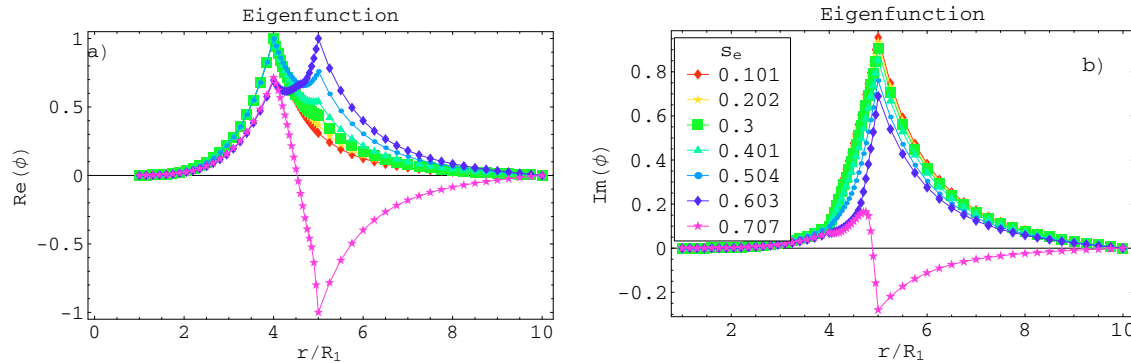 Eigenfunction
a)
Re(ϕ)
1
0.5
0
-0.5
-1
0 2 4 6 8 10
r/R₁
Eigenfunction
b)
Im(ϕ)
0.8
0.6
0.4
0.2
0
-0.2
sₑ
0.101
0.202
0.3
0.401
0.504
0.603
0.707
2 4 6 8 10
r/R₁